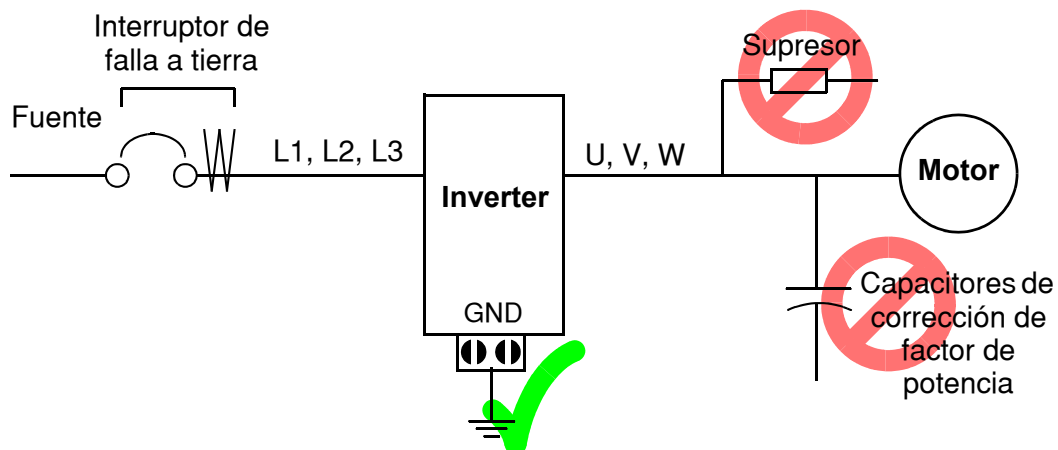 Interruptor de
falla a tierra
Fuente
L1, L2, L3
Inverter
GND
U, V, W
Supresor
Motor
Capacitores de
corrección de
factor de
potencia